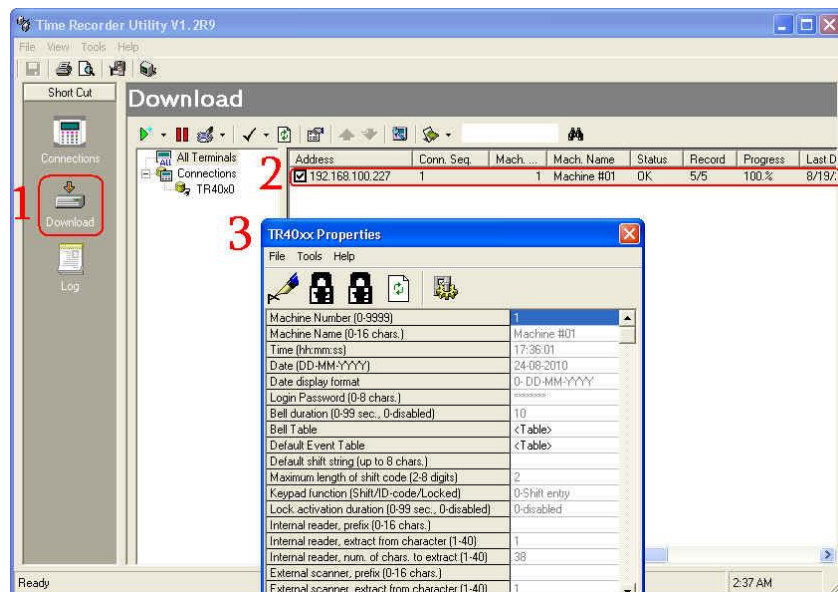 Time Recorder Utility V1.2R9
File View Tools Help
Short Cut
Connections
Download
Log
1
Download
All Terminals
Connections
TR40x0
2
Address Conn. Seq. Mach. ... Mach. Name Status Record Progress Last D
192.168.100.227 1 1 Machine #01 OK 5/5 100.% 8/19/
3
TR40xx Properties
File Tools Help
Machine Number (0-9999) 1
Machine Name (0-16 chars.) Machine #01
Time (hh:mm:ss) 17:36:01
Date (DD-MM-YYYY) 24-08-2010
Date display format 0- DD-MM-YYYY
Login Password (0-8 chars.) ********
Bell duration (0-99 sec., 0-disabled) 10
Bell Table <Table>
Default Event Table <Table>
Default shift string (up to 8 chars.)
Maximum length of shift code (2-8 digits) 2
Keypad function (Shift/ID-code/Locked) 0-Shift entry
Lock activation duration (0-99 sec., 0-disabled) 0-disabled
Internal reader, prefix (0-16 chars.)
Internal reader, extract from character (1-40) 1
Internal reader, num. of chars. to extract (1-40) 38
External scanner, prefix (0-16 chars.)
External scanner, extract from character (1-40) 1
Ready
2:37 AM